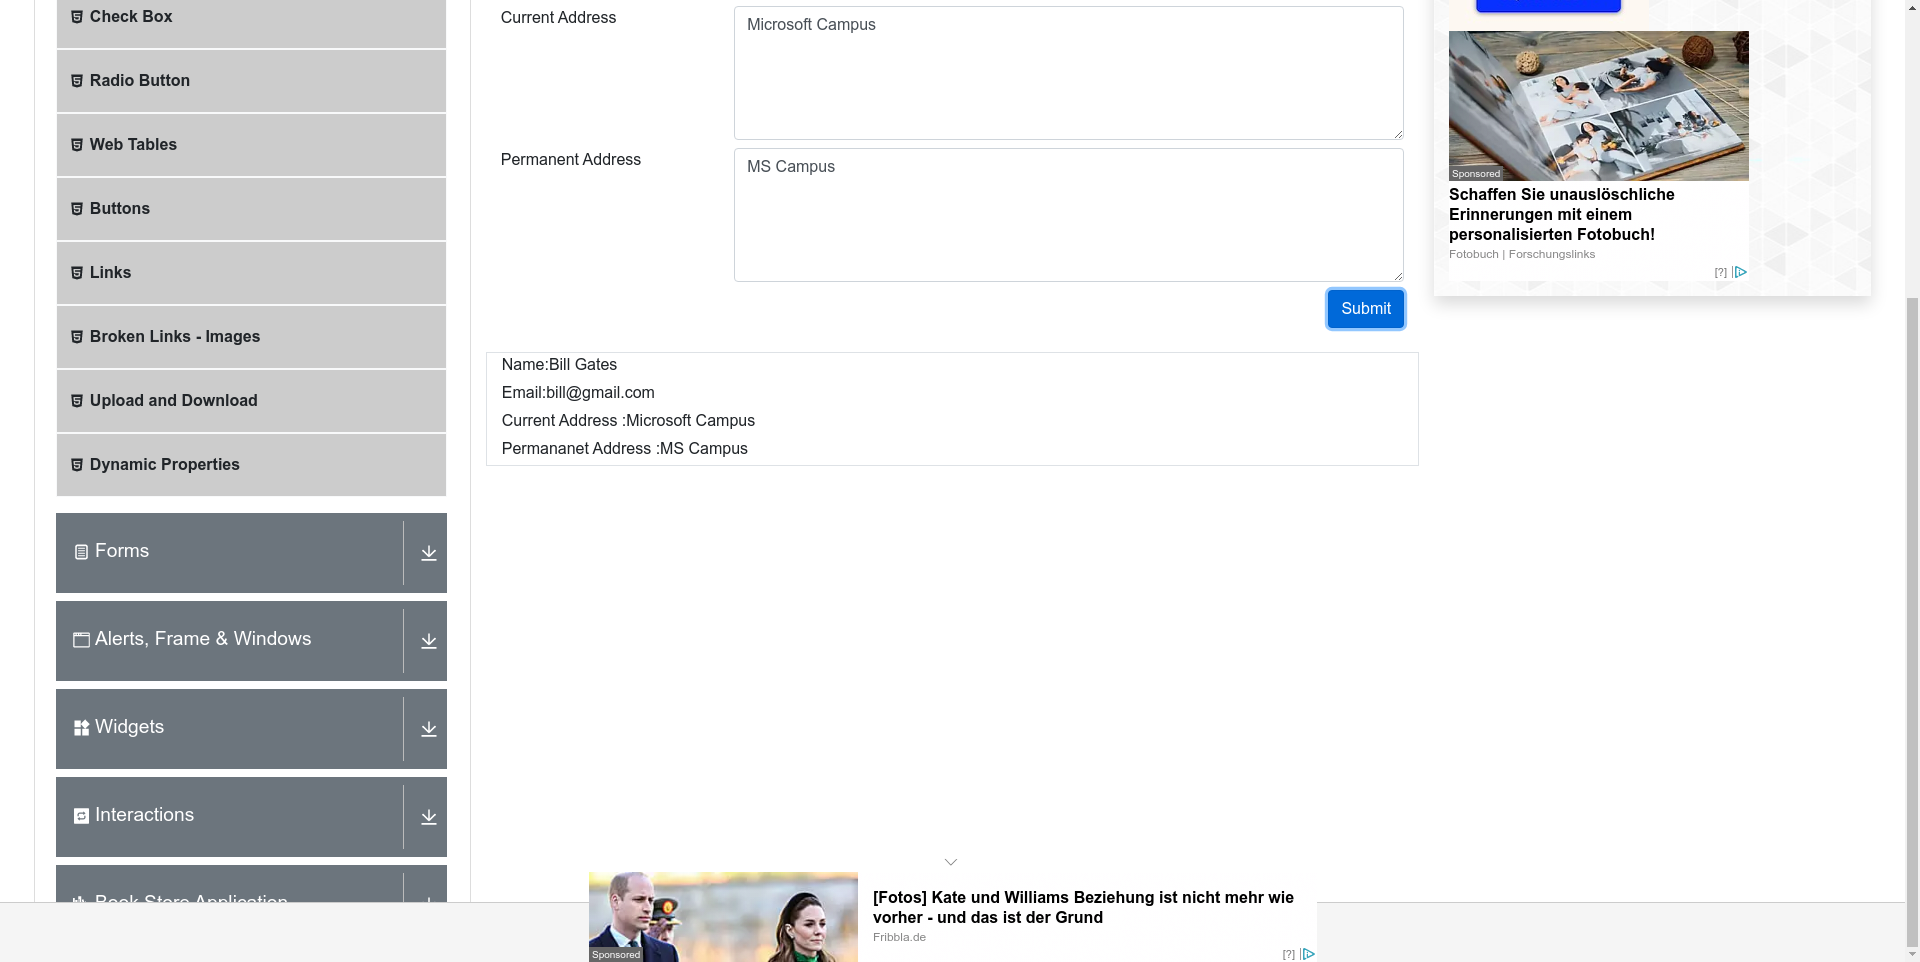 Check Box
Radio Button
Web Tables
Buttons
Links
Broken Links - Images
Upload and Download
Dynamic Properties
Forms
Alerts, Frame & Windows
Widgets
Interactions
Book Store Application
Current Address
Microsoft Campus
Permanent Address
MS Campus
Submit
Name:Bill Gates
Email:bill@gmail.com
Current Address :Microsoft Campus
Permananet Address :MS Campus
Sponsored
Schaffen Sie unauslöschliche
Erinnerungen mit einem
personalisierten Fotobuch!
Fotobuch | Forschungslinks
[?]
Sponsored
[Fotos] Kate und Williams Beziehung ist nicht mehr wie
vorher - und das ist der Grund
Fribbla.de
[?]